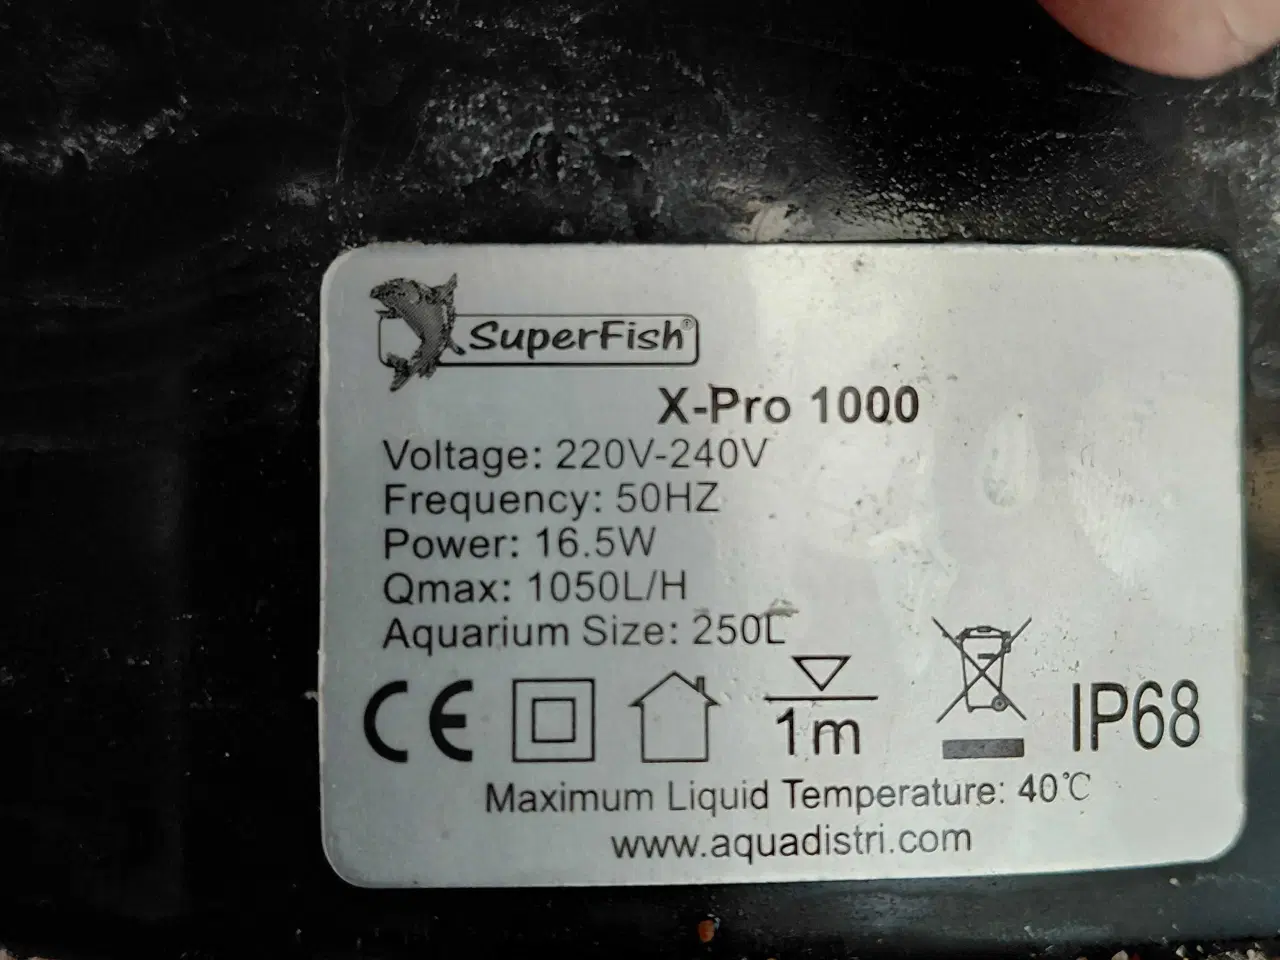 SuperFish®
X-Pro 1000
Voltage: 220V-240V
Frequency: 50HZ
Power: 16.5W
Qmax: 1050L/H
Aquarium Size: 250L
CE 1m IP68
Maximum Liquid Temperature: 40℃
www.aquadistri.com